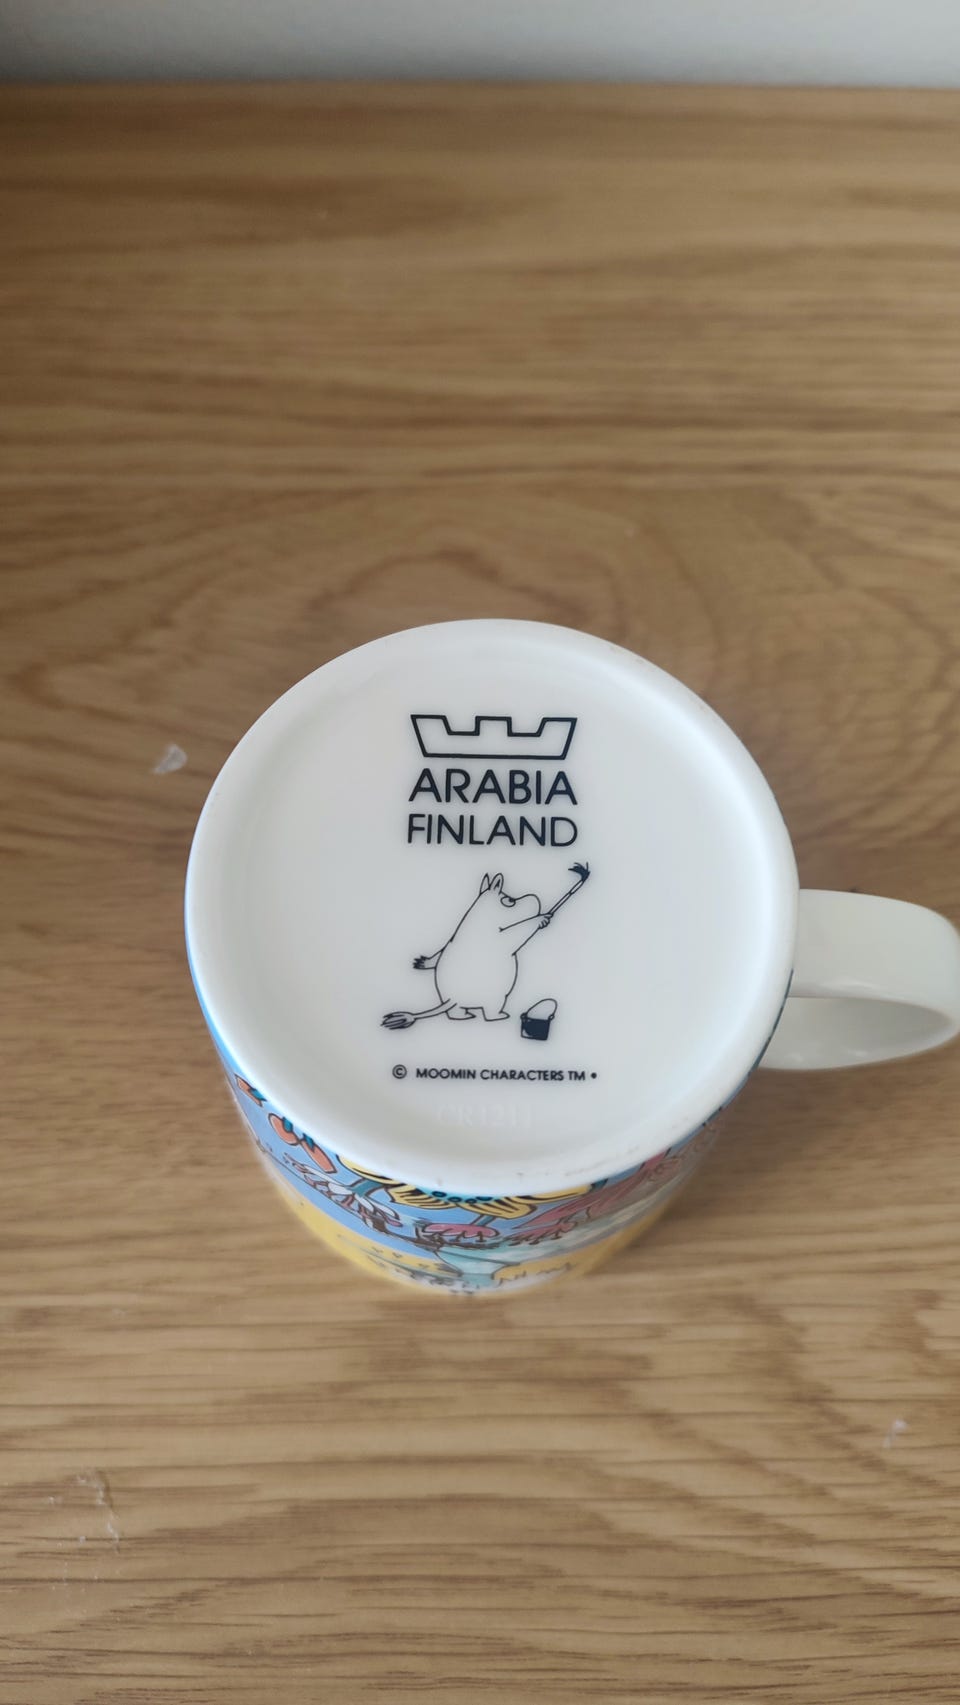 ARABIA
FINLAND
© MOOMIN CHARACTERS TM •